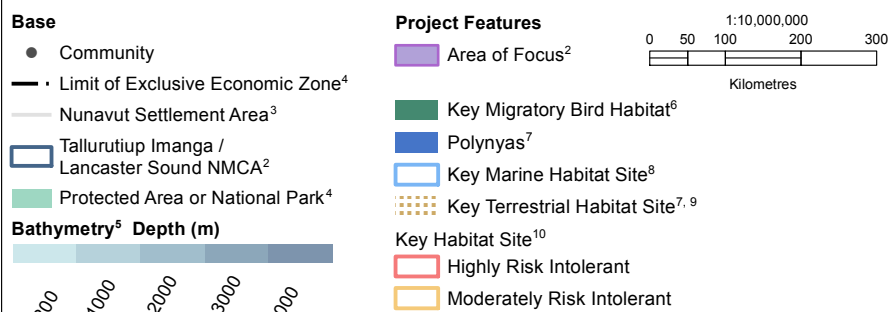 Base
Community
Limit of Exclusive Economic Zone⁴
Nunavut Settlement Area³
Tallurutiup Imanga /
Lancaster Sound NMCA²
Protected Area or National Park⁴
Bathymetry⁵ Depth (m)
1000
2000
3000
Project Features
Area of Focus²
Key Migratory Bird Habitat⁶
Polynyas⁷
Key Marine Habitat Site⁸
Key Terrestrial Habitat Site⁷, ⁹
Key Habitat Site¹⁰
Highly Risk Intolerant
Moderately Risk Intolerant
1:10,000,000
0 50 100 200 300
Kilometres